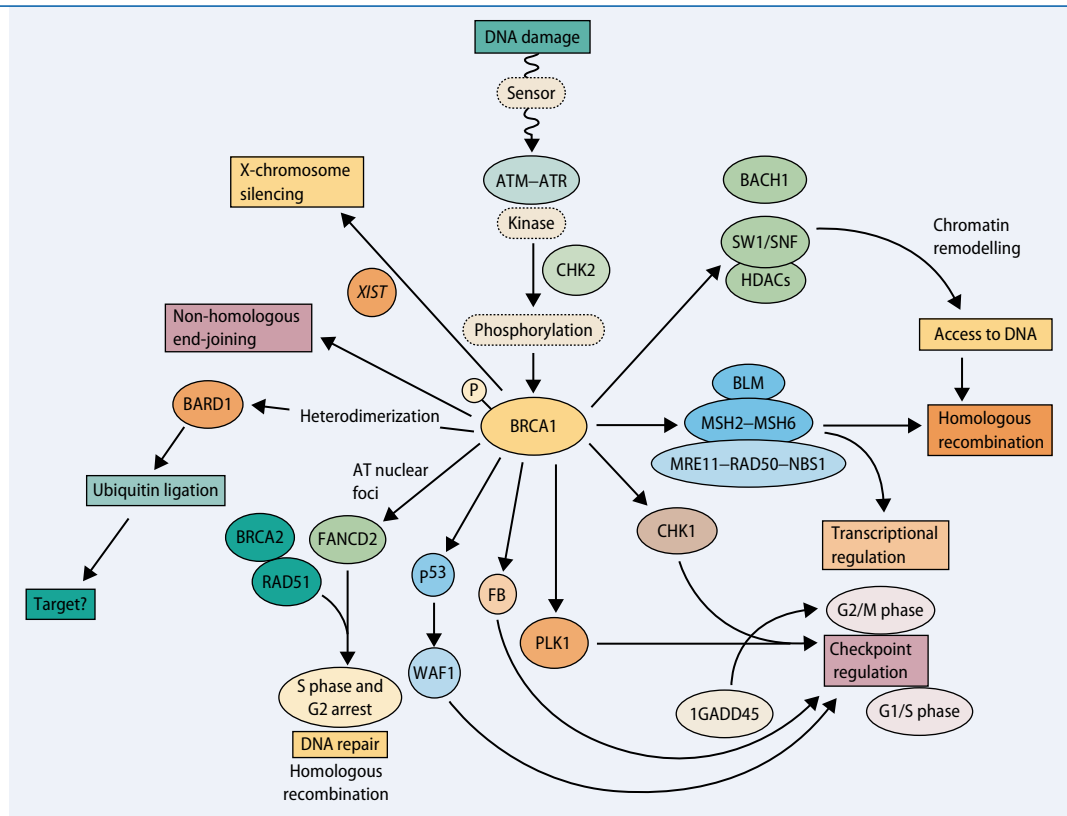 DNA damage
Sensor
ATM–ATR
Kinase
CHK2
Phosphorylation
X-chromosome
silencing
XIST
Non-homologous
end-joining
P
BRCA1
BARD1
Heterodimerization
Ubiquitin ligation
Target?
AT nuclear
foci
BRCA2
RAD51
FANCD2
S phase and
G2 arrest
DNA repair
Homologous
recombination
p53
WAF1
FB
PLK1
BACH1
SW1/SNF
HDACs
Chromatin
remodelling
Access to DNA
BLM
MSH2–MSH6
MRE11–RAD50–NBS1
Homologous
recombination
CHK1
Transcriptional
regulation
G2/M phase
Checkpoint
regulation
G1/S phase
1GADD45